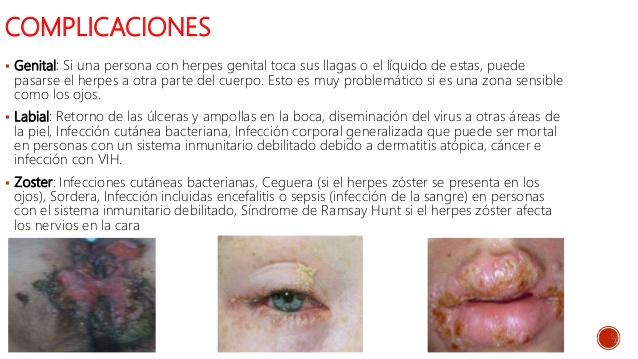 COMPLICACIONES
▪ Genital: Si una persona con herpes genital toca sus llagas o el líquido de estas, puede
pasarse el herpes a otra parte del cuerpo. Esto es muy problemático si es una zona sensible
como los ojos.
▪ Labial: Retorno de las úlceras y ampollas en la boca, diseminación del virus a otras áreas de
la piel, Infección cutánea bacteriana, Infección corporal generalizada que puede ser mortal
en personas con un sistema inmunitario debilitado debido a dermatitis atópica, cáncer e
infección con VIH.
▪ Zoster: Infecciones cutáneas bacterianas, Ceguera (si el herpes zóster se presenta en los
ojos), Sordera, Infección incluidas encefalitis o sepsis (infección de la sangre) en personas
con el sistema inmunitario debilitado, Síndrome de Ramsay Hunt si el herpes zóster afecta
los nervios en la cara